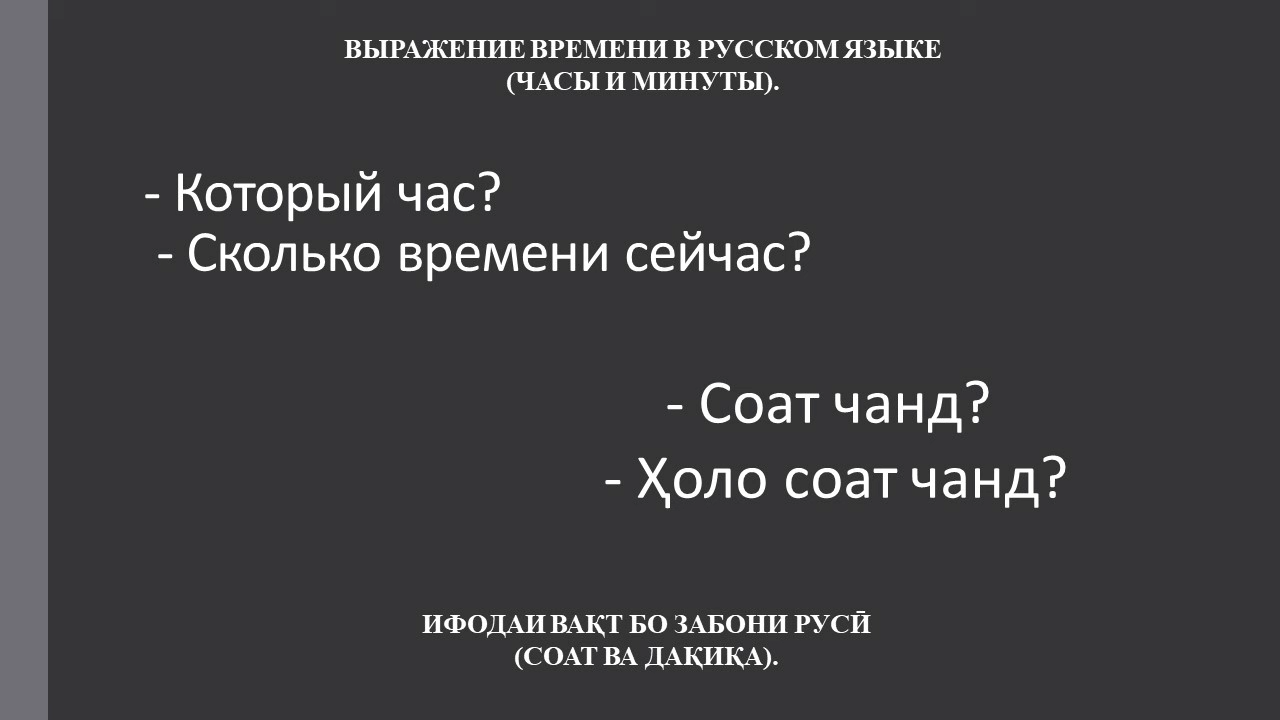 ВЫРАЖЕНИЕ ВРЕМЕНИ В РУССКОМ ЯЗЫКЕ
(ЧАСЫ И МИНУТЫ).
- Который час?
- Сколько времени сейчас?
- Соат чанд?
- Ҳоло соат чанд?
ИФОДАИ ВАҚТ БО ЗАБОНИ РУСӢ
(СОАТ ВА ДАҚИҚА).